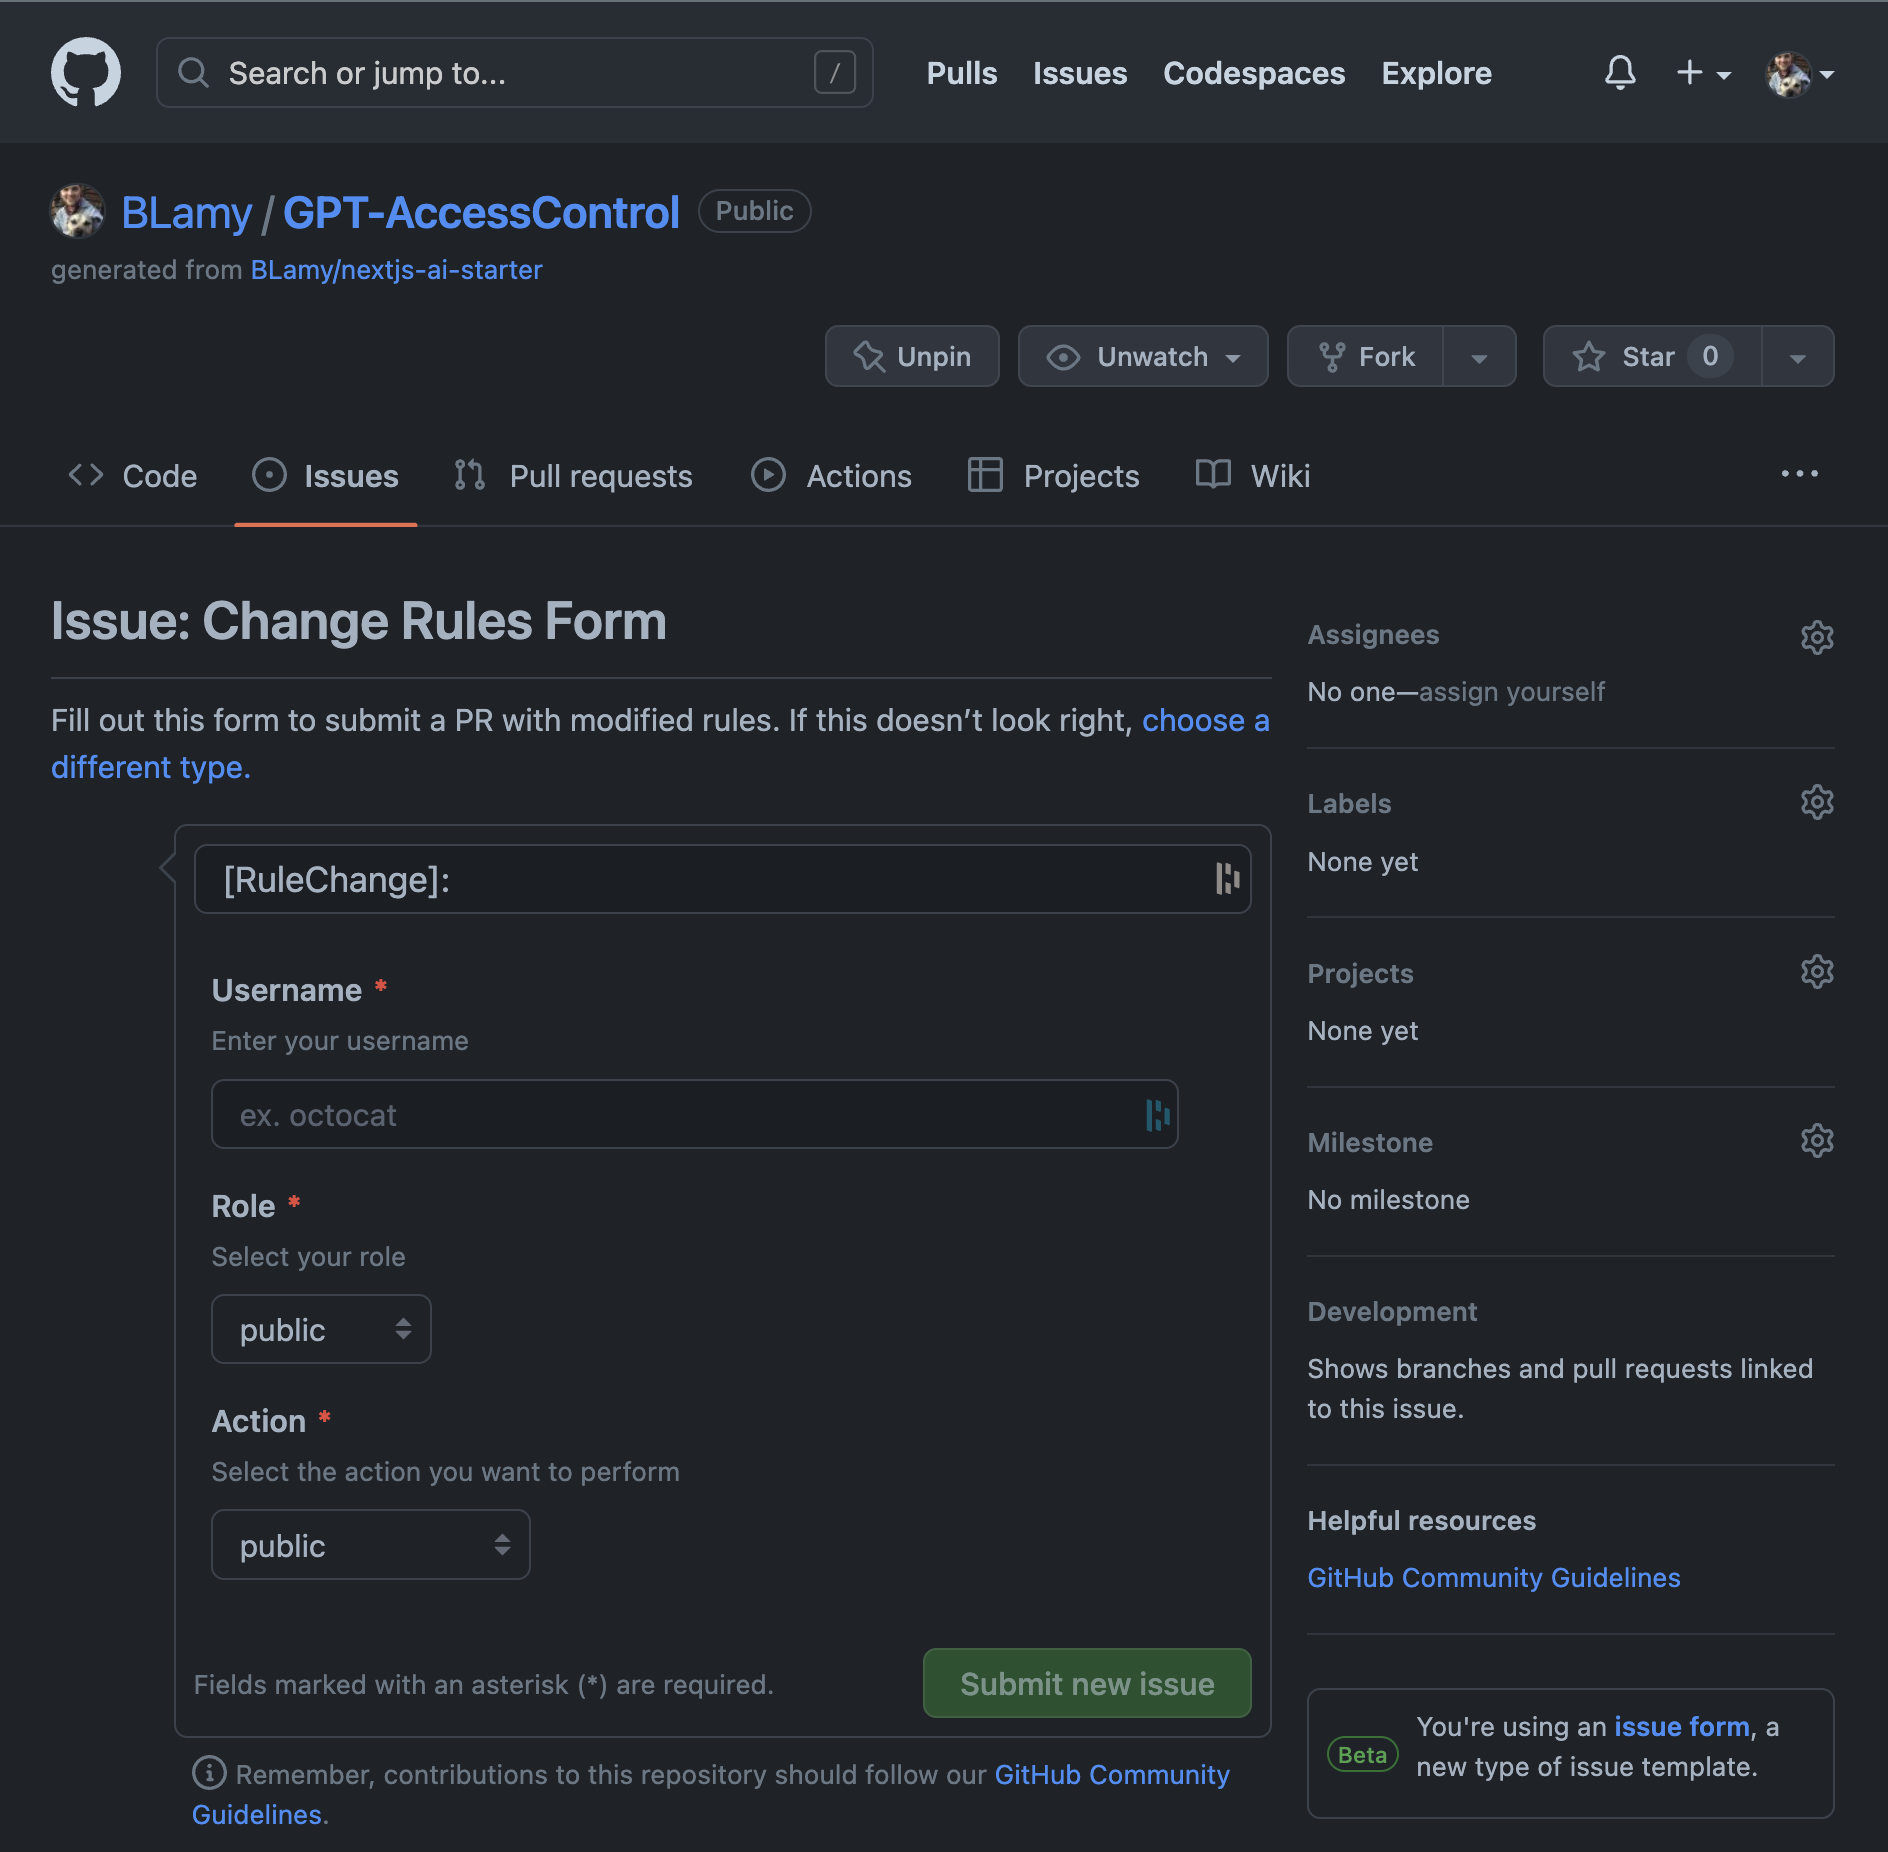 Search or jump to... /
Pulls Issues Codespaces Explore
BLamy / GPT-AccessControl Public
generated from BLamy/nextjs-ai-starter
Unpin Unwatch Fork Star 0
Code Issues Pull requests Actions Projects Wiki
Issue: Change Rules Form
Fill out this form to submit a PR with modified rules. If this doesn’t look right, choose a
different type.
[RuleChange]:
Username *
Enter your username
ex. octocat
Role *
Select your role
public
Action *
Select the action you want to perform
public
Fields marked with an asterisk (*) are required.
Submit new issue
Remember, contributions to this repository should follow our GitHub Community
Guidelines.
Assignees
No one—assign yourself
Labels
None yet
Projects
None yet
Milestone
No milestone
Development
Shows branches and pull requests linked
to this issue.
Helpful resources
GitHub Community Guidelines
Beta
You're using an issue form, a
new type of issue template.